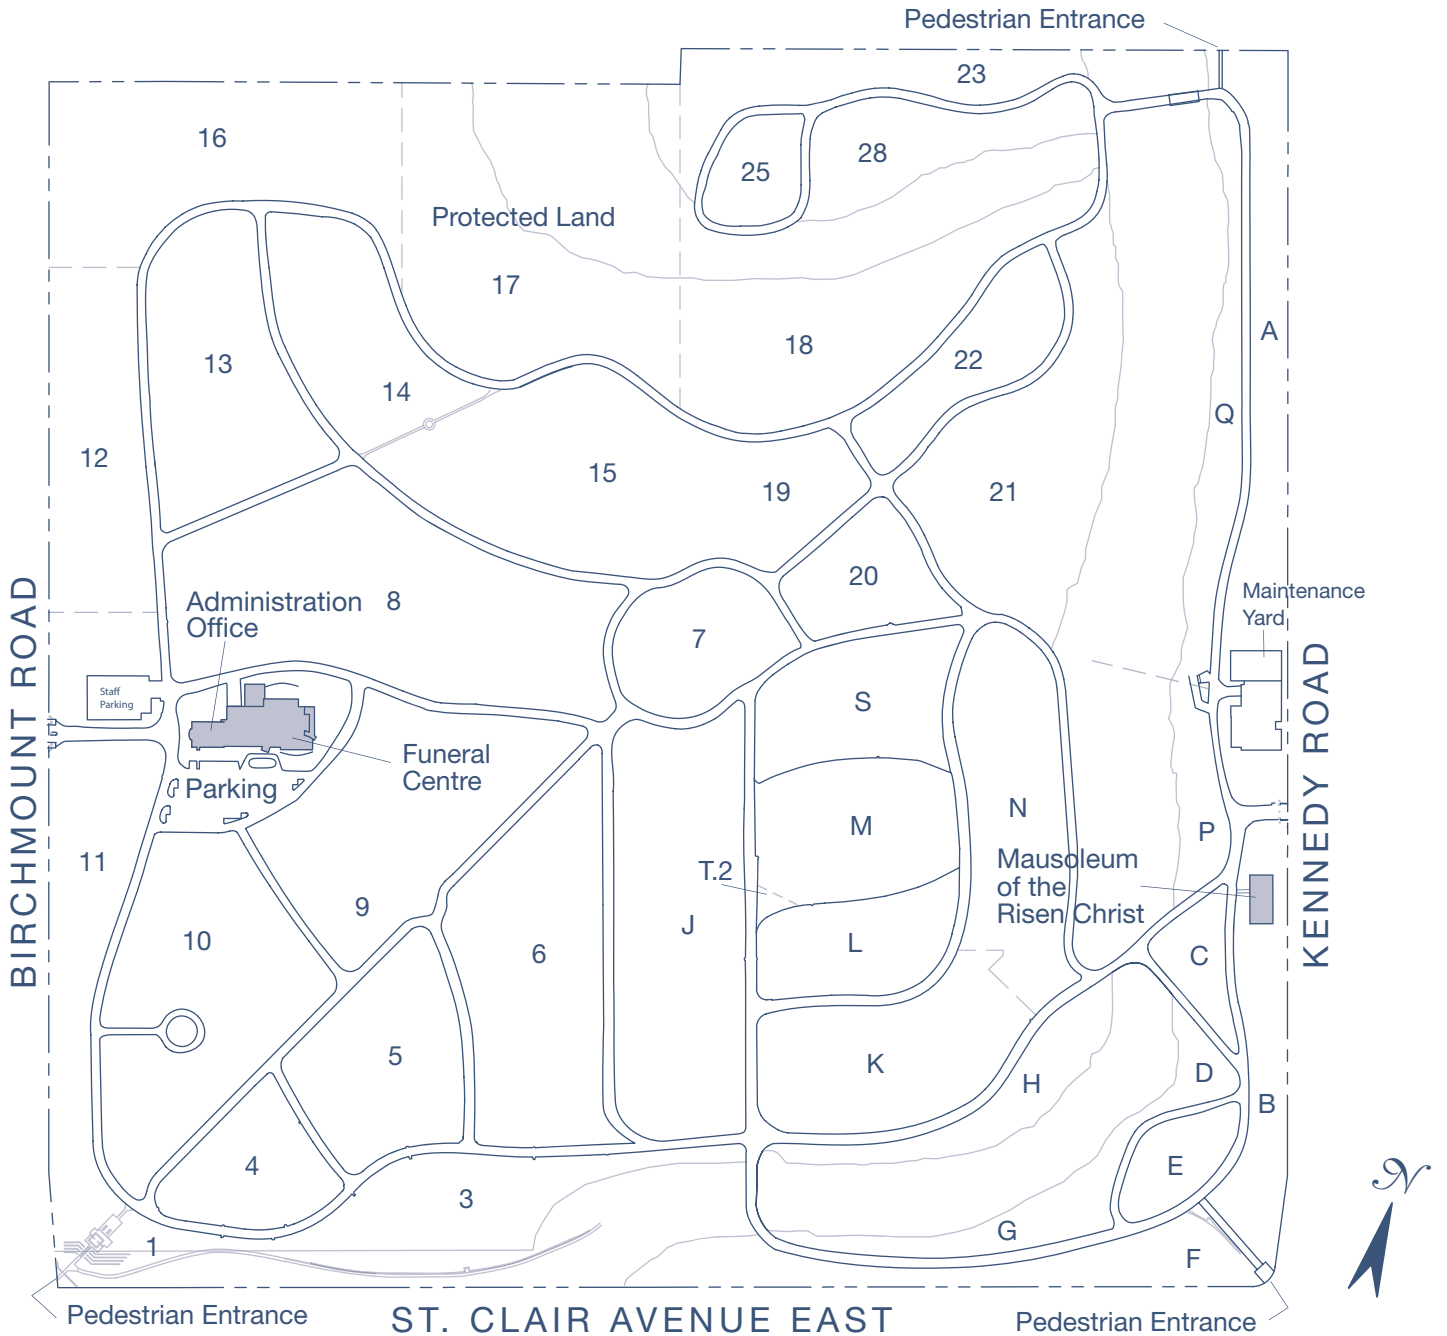 Pedestrian Entrance
23
16
28
25
Protected Land
17
A
18
22
13
14
Q
12
15
19
21
20
Maintenance
Yard
Administration
Office
8
7
BIRCHMOUNT ROAD
KENNEDY ROAD
Staff
Parking
S
Funeral
Centre
Parking
N
M
P
11
T.2
Mausoleum
of the
Risen Christ
9
J
10
L
6
C
5
K
H
D
B
4
E
3
N
1
G
F
Pedestrian Entrance
ST. CLAIR AVENUE EAST
Pedestrian Entrance